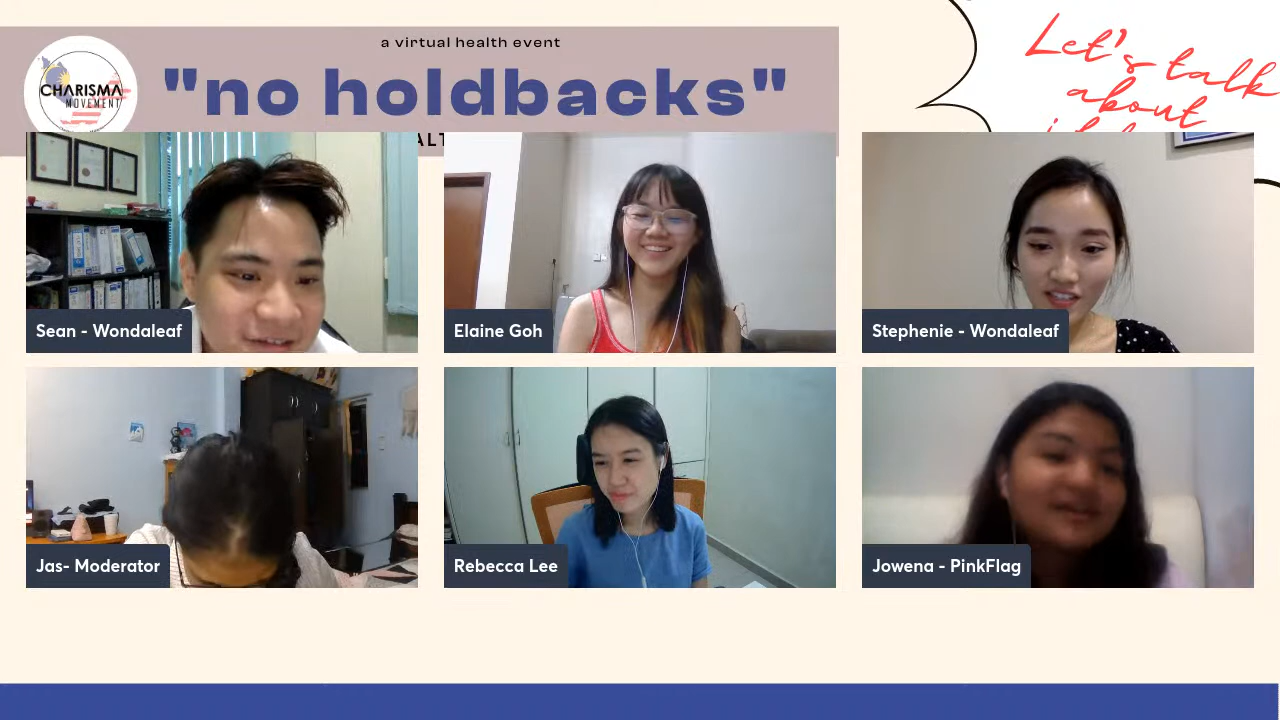 a virtual health event
CHARISMA
MOVEMENT
"no holdbacks"
Let's talk
about
Sean - Wondaleaf
Elaine Goh
Stephenie - Wondaleaf
Jas- Moderator
Rebecca Lee
Jowena - PinkFlag